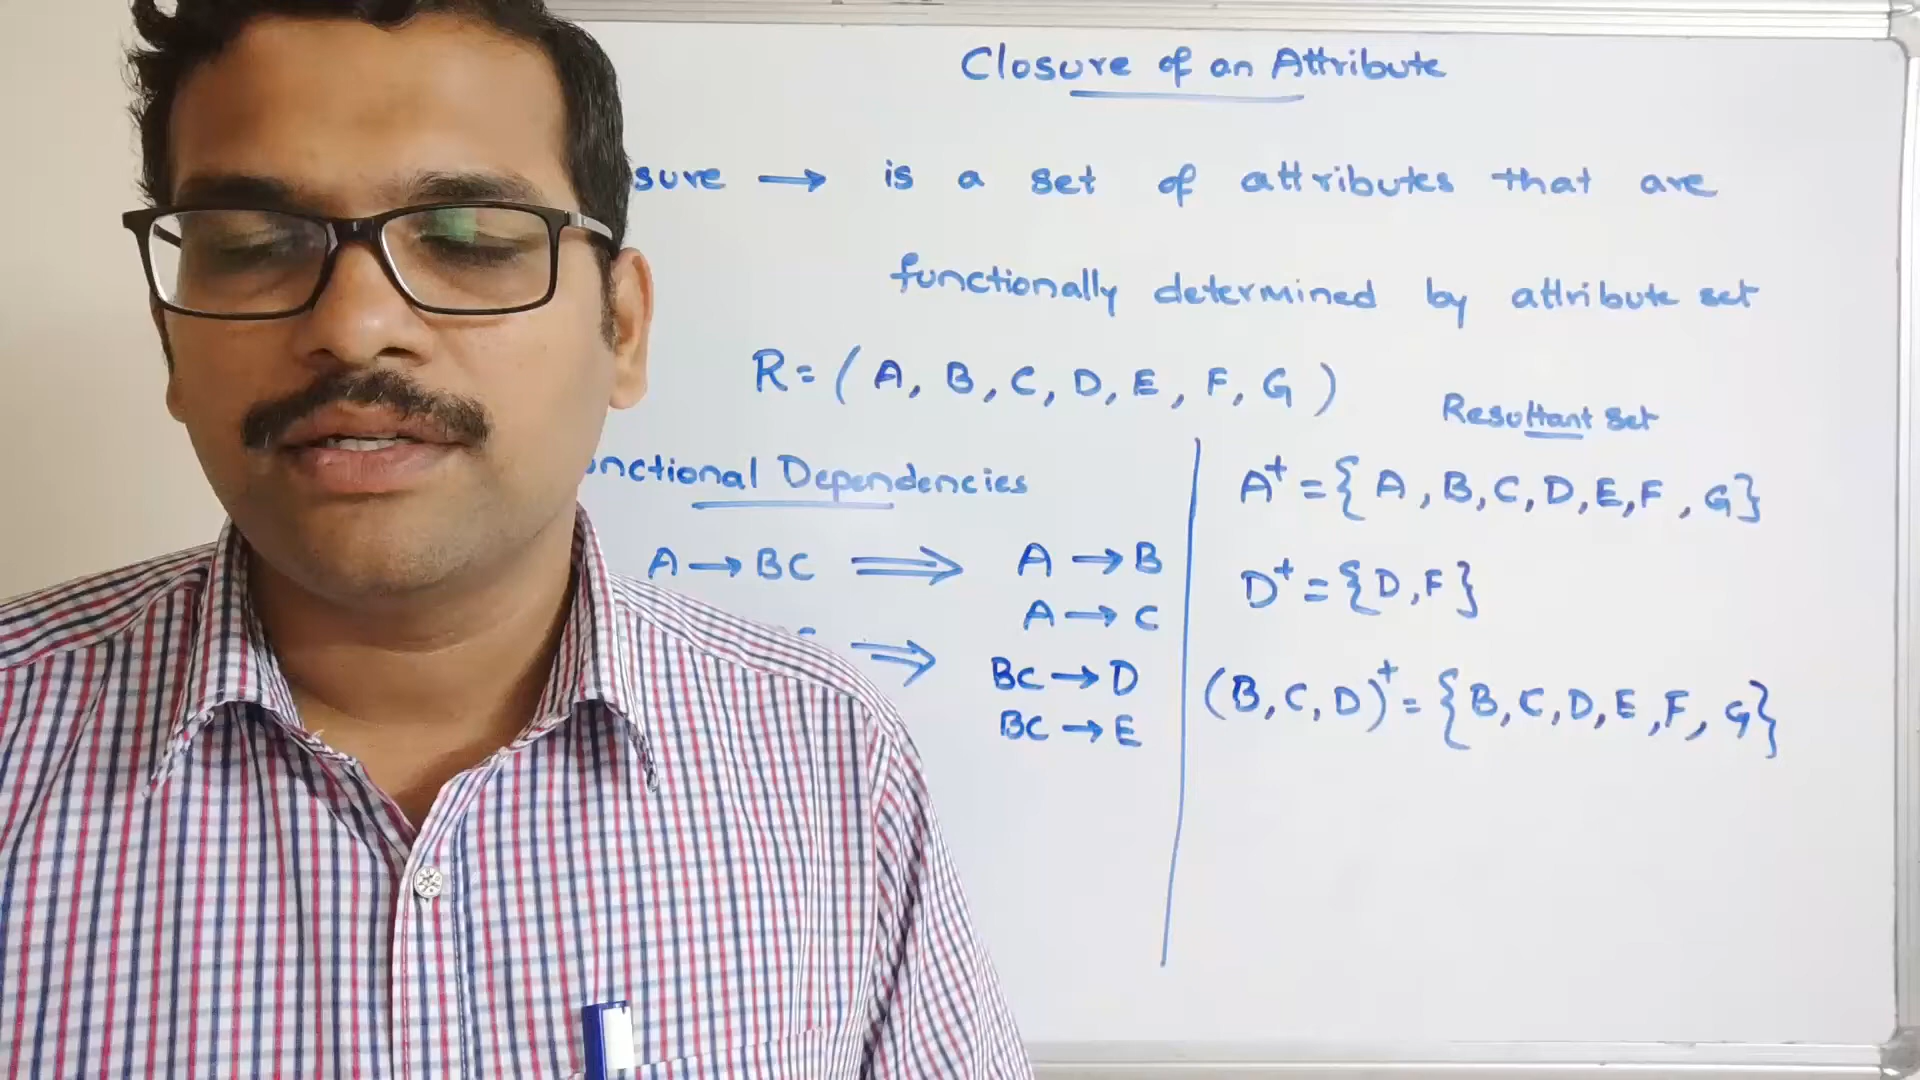 Closure of an Attribute
sure → is a set of attributes that are
functionally determined by attribute set
R = ( A, B, C, D, E, F, G )
Resultant set
nctional Dependencies
A⁺ = { A, B, C, D, E, F, G }
A → BC ⟹ A → B
A → C
D⁺ = { D, F }
⟹ BC → D
BC → E
(B, C, D)⁺ = { B, C, D, E, F, G }